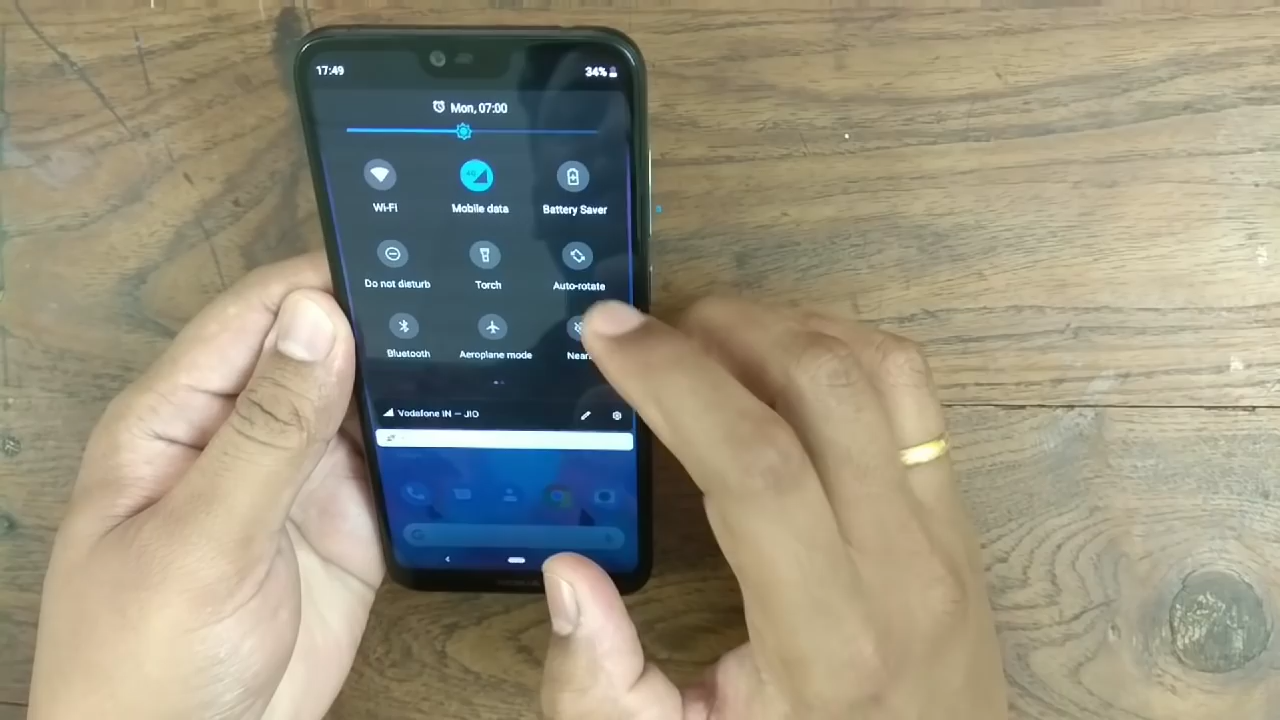 17:49 34%
Mon, 07:00
4G
Wi-Fi Mobile data Battery Saver
Do not disturb Torch Auto-rotate
Bluetooth Aeroplane mode
Vodafone IN — JIO